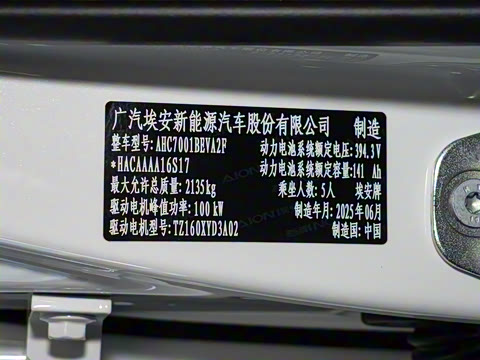 广汽埃安新能源汽车股份有限公司 制造
整车型号: AHC7001BEVA2F 动力电池系统额定电压: 394.3V
*HACAAAA16S17 动力电池系统额定容量: 141 Ah
最大允许总质量: 2135kg 乘坐人数: 5人 埃安牌
驱动电机峰值功率: 100 kW 制造年月: 2025年06月
驱动电机型号: TZ160XYD3A02 制造国: 中国
AION